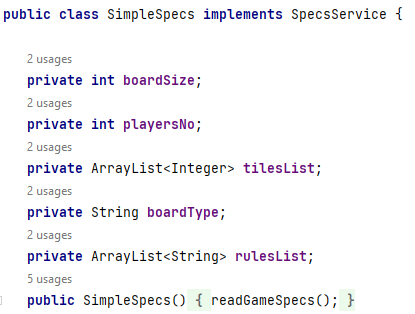 public class SimpleSpecs implements SpecsService {
2 usages
private int boardSize;
2 usages
private int playersNo;
2 usages
private ArrayList<Integer> tilesList;
2 usages
private String boardType;
2 usages
private ArrayList<String> rulesList;
5 usages
public SimpleSpecs() { readGameSpecs(); }